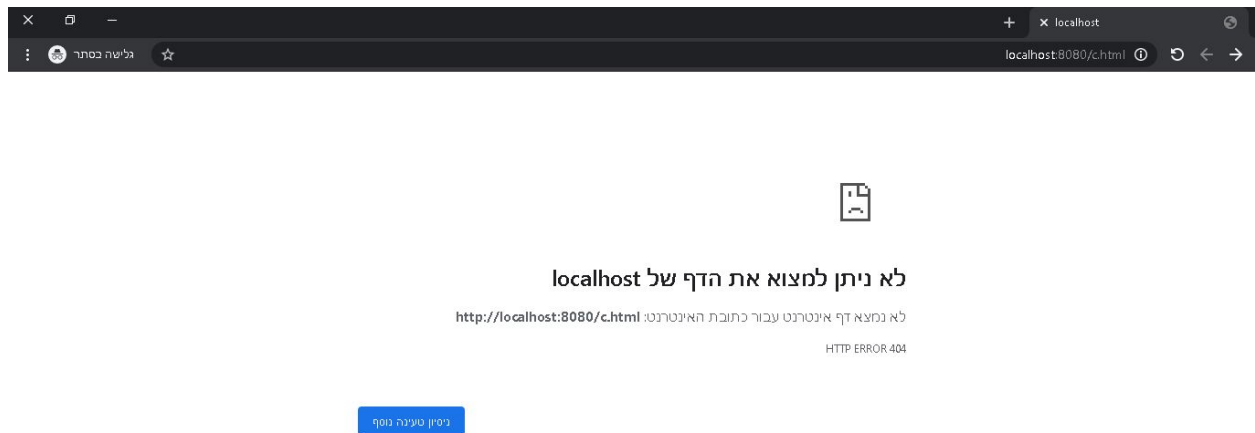 localhost
גלישה בסתר
localhost:8080/c.html
לא ניתן למצוא את הדף של localhost
לא נמצא דף אינטרנט עבור כתובת האינטרנט: http://localhost:8080/c.html
HTTP ERROR 404
ניסיון טעינה נוסף